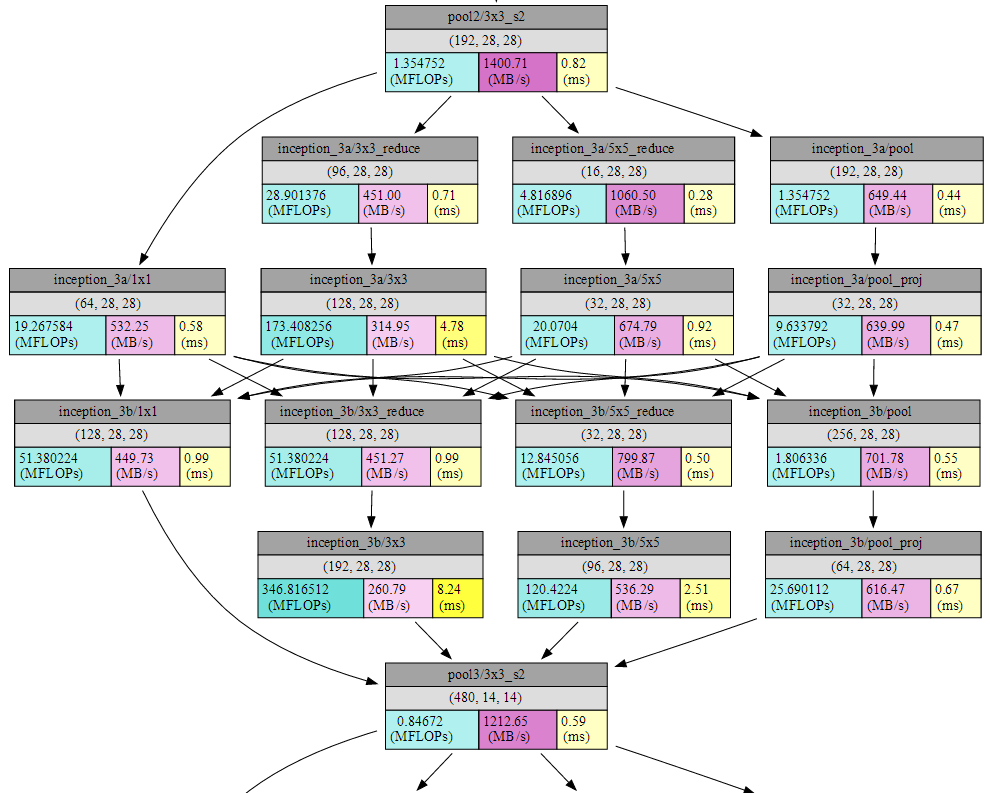 pool2/3x3_s2
(192, 28, 28)
1.354752 (MFLOPs) 1400.71 (MB/s) 0.82 (ms)
inception_3a/3x3_reduce
(96, 28, 28)
28.901376 (MFLOPs) 451.00 (MB/s) 0.71 (ms)
inception_3a/5x5_reduce
(16, 28, 28)
4.816896 (MFLOPs) 1060.50 (MB/s) 0.28 (ms)
inception_3a/pool
(192, 28, 28)
1.354752 (MFLOPs) 649.44 (MB/s) 0.44 (ms)
inception_3a/1x1
(64, 28, 28)
19.267584 (MFLOPs) 532.25 (MB/s) 0.58 (ms)
inception_3a/3x3
(128, 28, 28)
173.408256 (MFLOPs) 314.95 (MB/s) 4.78 (ms)
inception_3a/5x5
(32, 28, 28)
20.0704 (MFLOPs) 674.79 (MB/s) 0.92 (ms)
inception_3a/pool_proj
(32, 28, 28)
9.633792 (MFLOPs) 639.99 (MB/s) 0.47 (ms)
inception_3b/1x1
(128, 28, 28)
51.380224 (MFLOPs) 449.73 (MB/s) 0.99 (ms)
inception_3b/3x3_reduce
(128, 28, 28)
51.380224 (MFLOPs) 451.27 (MB/s) 0.99 (ms)
inception_3b/5x5_reduce
(32, 28, 28)
12.845056 (MFLOPs) 799.87 (MB/s) 0.50 (ms)
inception_3b/pool
(256, 28, 28)
1.806336 (MFLOPs) 701.78 (MB/s) 0.55 (ms)
inception_3b/3x3
(192, 28, 28)
346.816512 (MFLOPs) 260.79 (MB/s) 8.24 (ms)
inception_3b/5x5
(96, 28, 28)
120.4224 (MFLOPs) 536.29 (MB/s) 2.51 (ms)
inception_3b/pool_proj
(64, 28, 28)
25.690112 (MFLOPs) 616.47 (MB/s) 0.67 (ms)
pool3/3x3_s2
(480, 14, 14)
0.84672 (MFLOPs) 1212.65 (MB/s) 0.59 (ms)